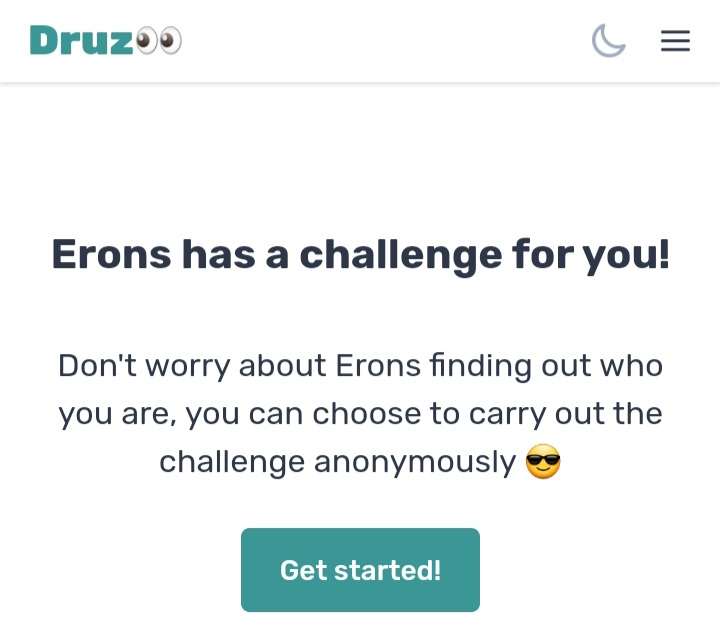 Druz👀
Erons has a challenge for you!
Don't worry about Erons finding out who
you are, you can choose to carry out the
challenge anonymously 😎
Get started!